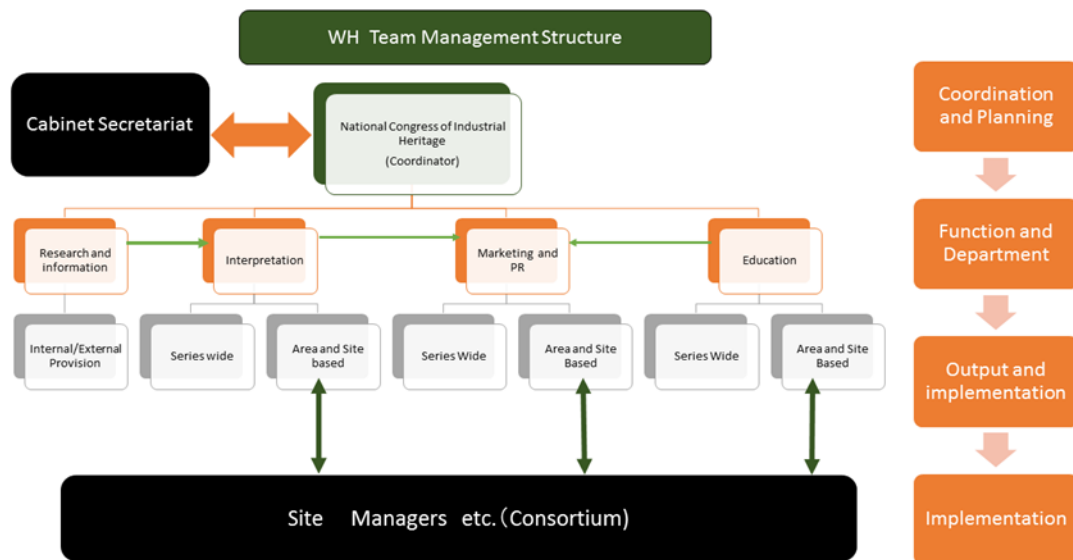 WH Team Management Structure
Cabinet Secretariat
National Congress of Industrial
Heritage
(Coordinator)
Coordination
and Planning
Research and
information
Interpretation
Marketing and
PR
Education
Function and
Department
Internal/External
Provision
Series wide
Area and Site
based
Series Wide
Area and Site
Based
Series Wide
Area and Site
Based
Output and
implementation
Site Managers etc.(Consortium)
Implementation